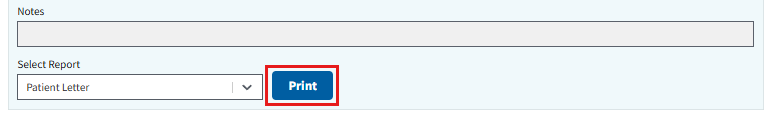 Notes
Select Report
Patient Letter
Print